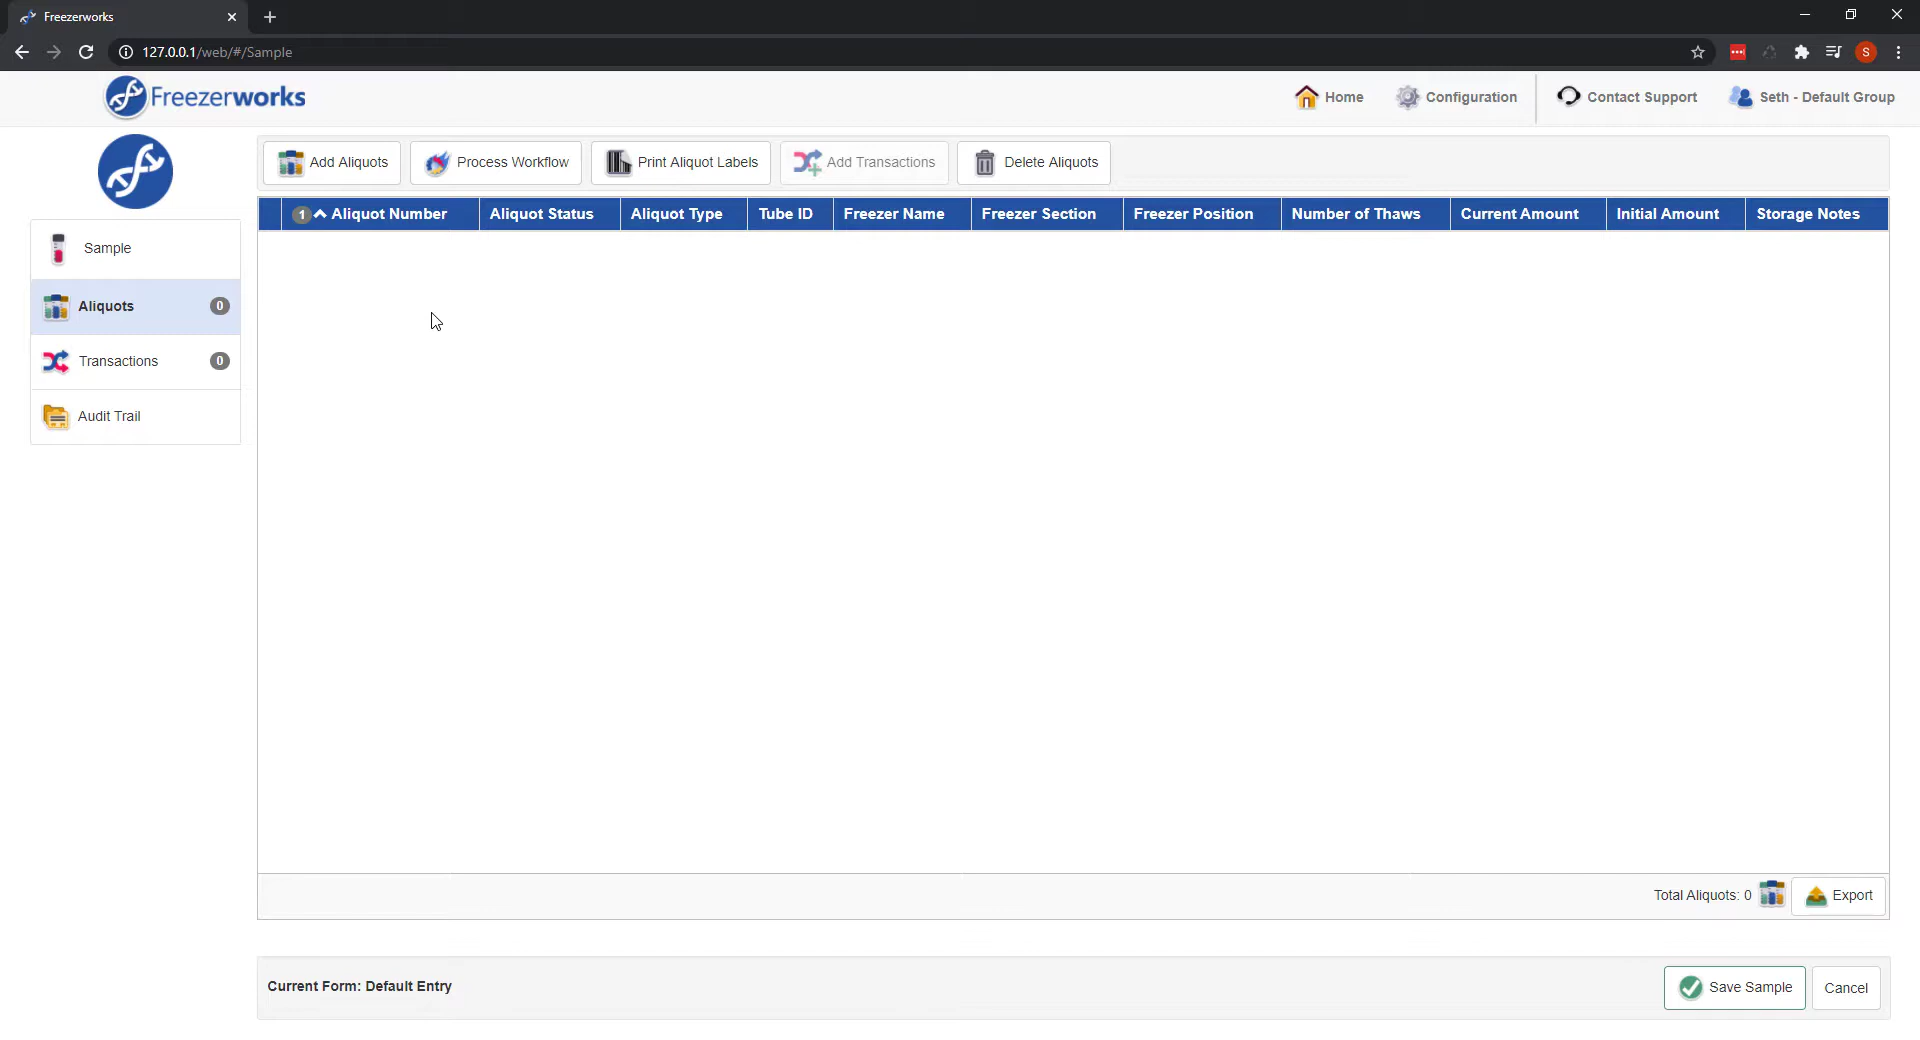 Freezerworks
127.0.0.1/web/#/Sample
S
Freezerworks
Home
Configuration
Contact Support
Seth - Default Group
Add Aliquots
Process Workflow
Print Aliquot Labels
Add Transactions
Delete Aliquots
1 Aliquot Number
Aliquot Status
Aliquot Type
Tube ID
Freezer Name
Freezer Section
Freezer Position
Number of Thaws
Current Amount
Initial Amount
Storage Notes
Sample
Aliquots 0
Transactions 0
Audit Trail
Total Aliquots: 0
Export
Current Form: Default Entry
Save Sample
Cancel